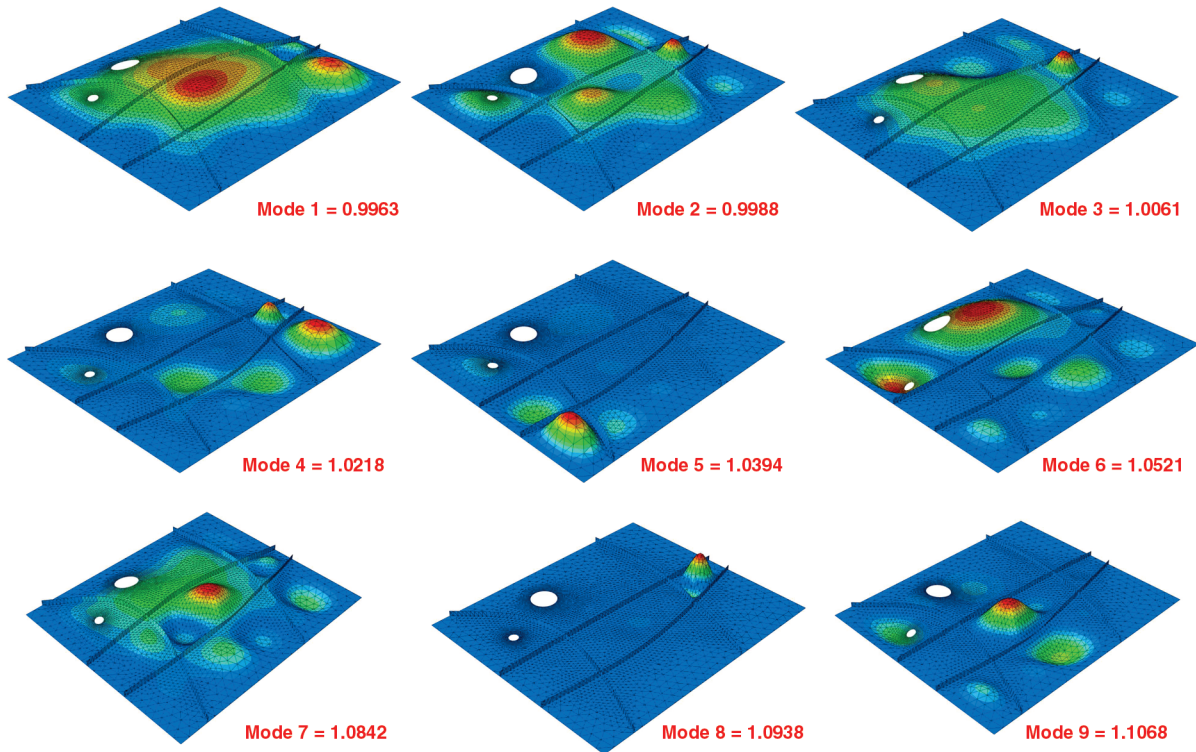 Mode 1 = 0.9963
Mode 2 = 0.9988
Mode 3 = 1.0061
Mode 4 = 1.0218
Mode 5 = 1.0394
Mode 6 = 1.0521
Mode 7 = 1.0842
Mode 8 = 1.0938
Mode 9 = 1.1068